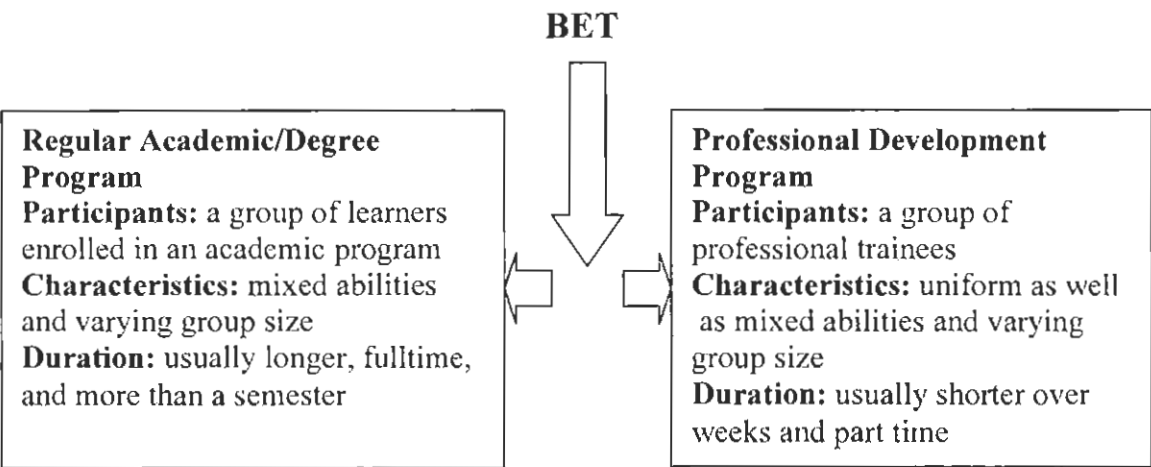 BET
Regular Academic/Degree
Program
Participants: a group of learners
enrolled in an academic program
Characteristics: mixed abilities
and varying group size
Duration: usually longer, fulltime,
and more than a semester
Professional Development
Program
Participants: a group of
professional trainees
Characteristics: uniform as well
as mixed abilities and varying
group size
Duration: usually shorter over
weeks and part time